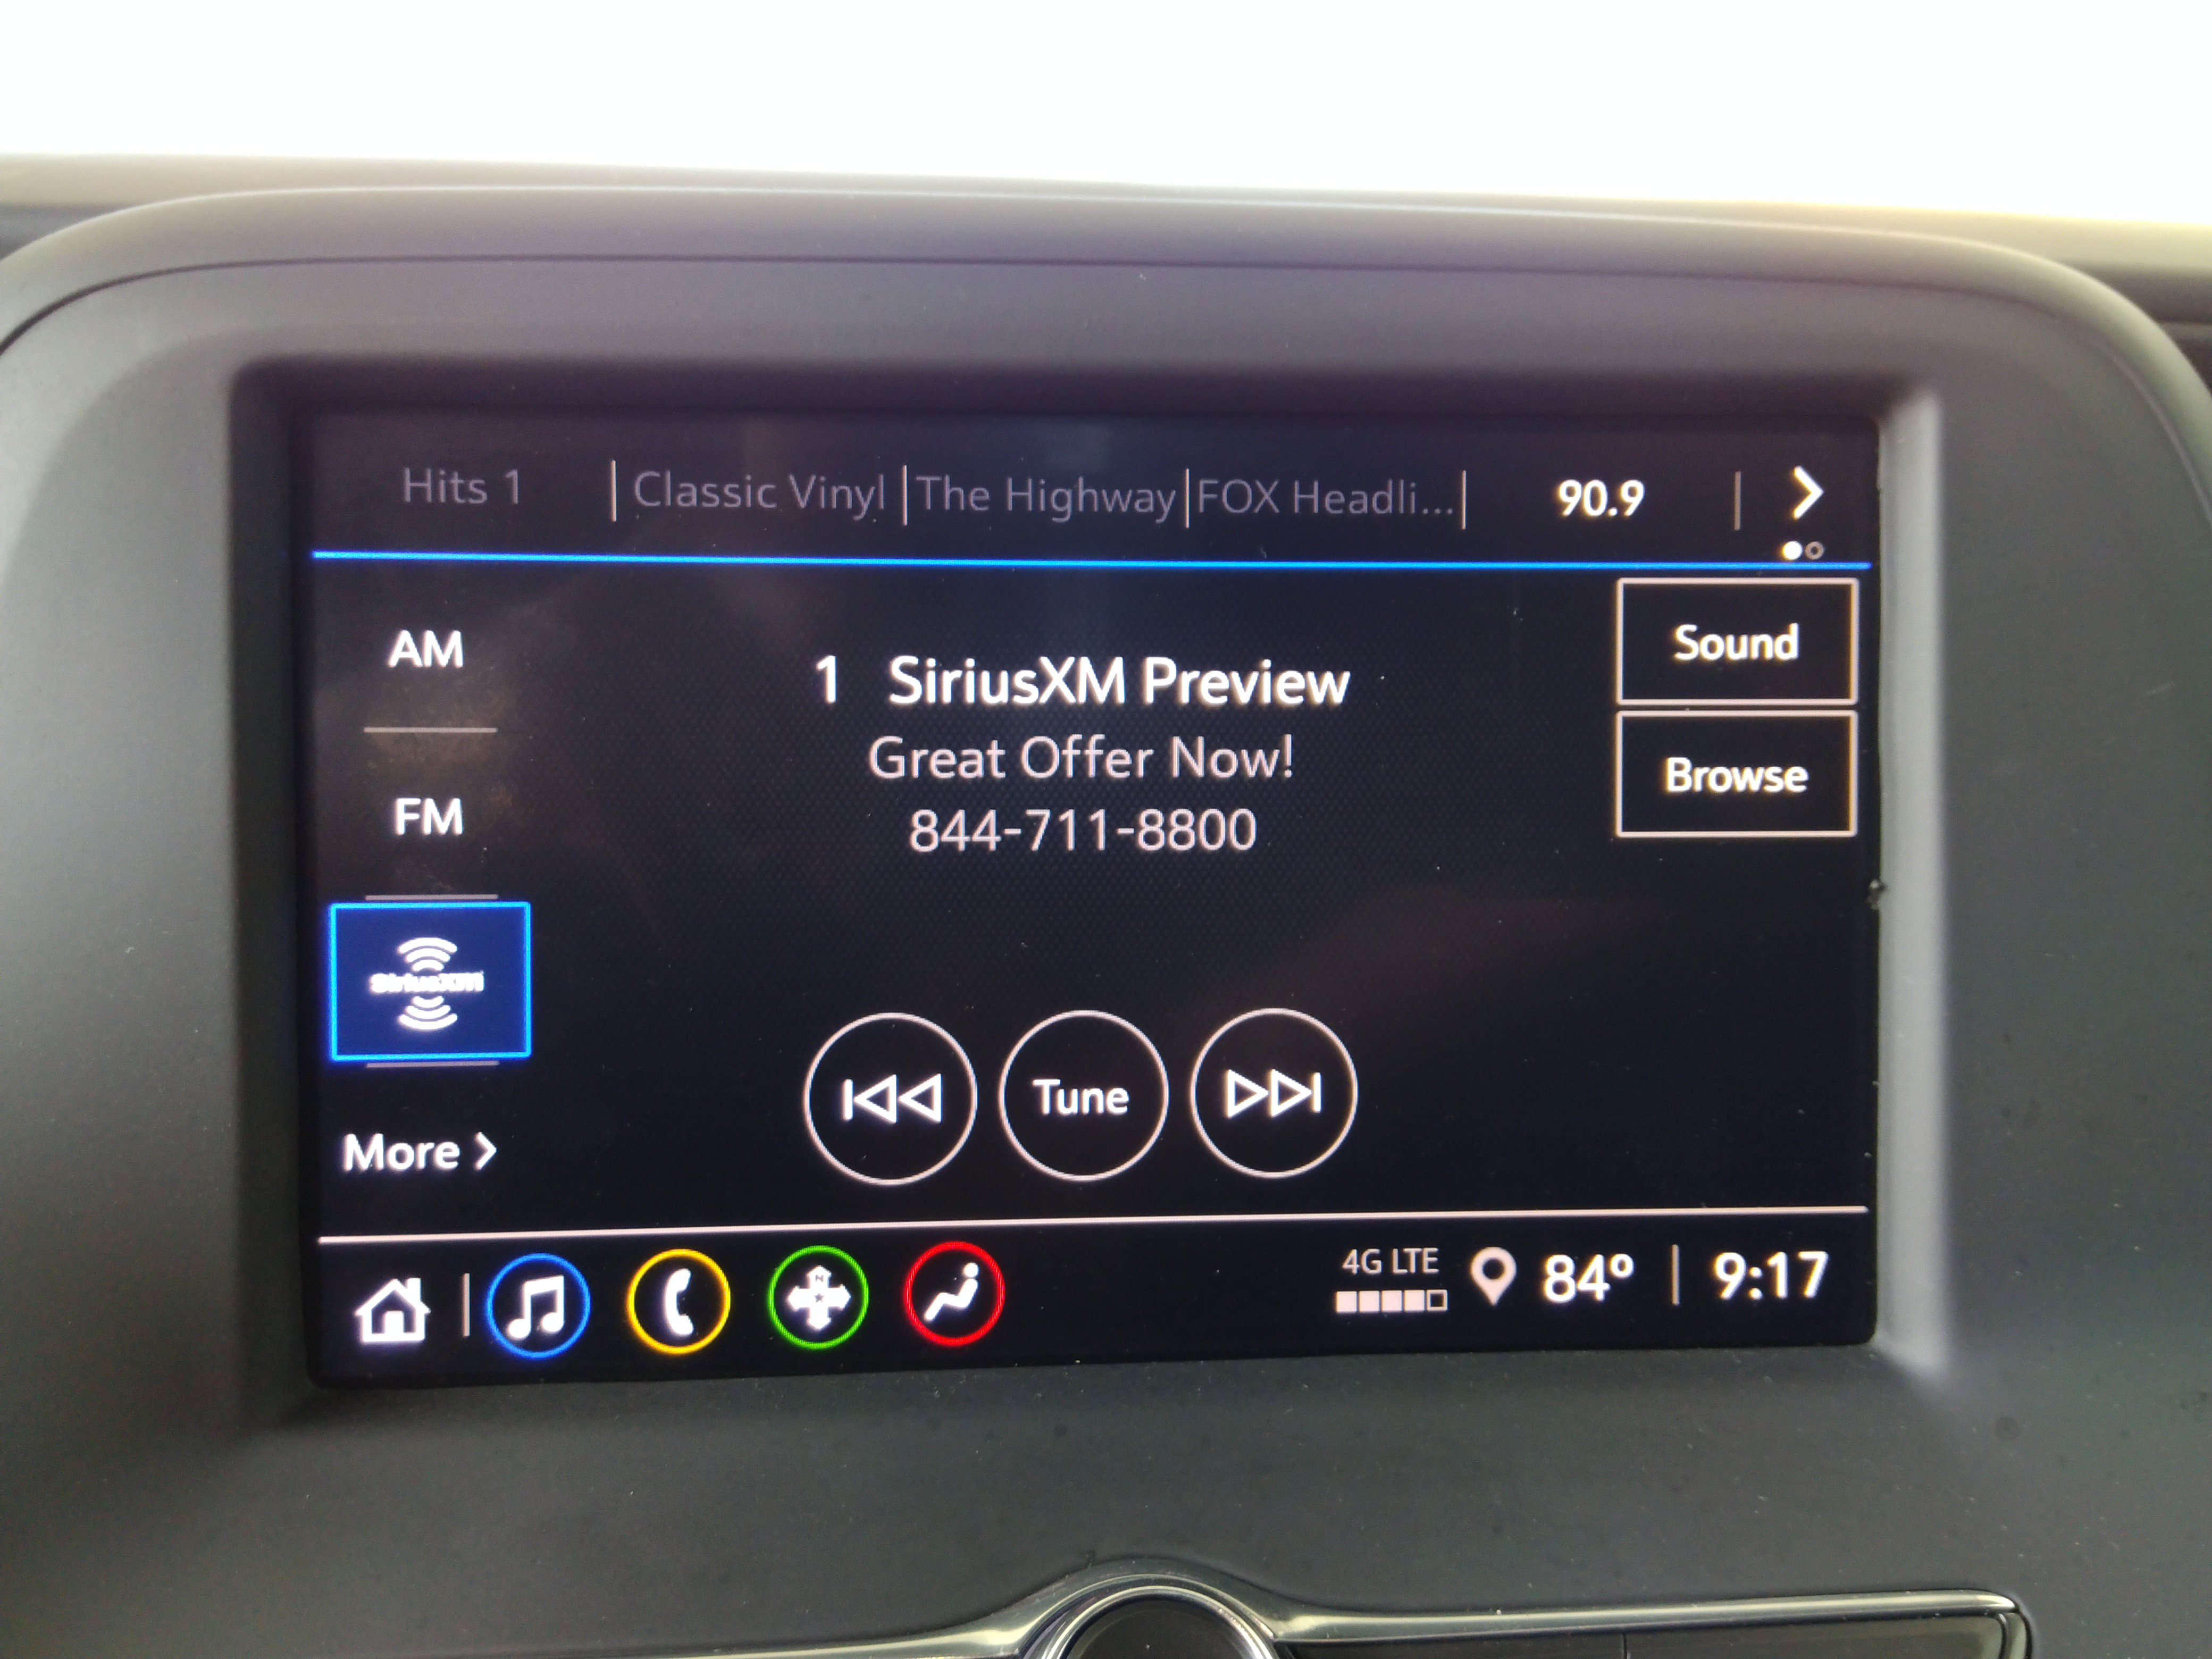 Hits 1 Classic Vinyl The Highway FOX Headli... 90.9
AM
1 SiriusXM Preview
Sound
Great Offer Now!
Browse
FM
844-711-8800
SiriusXM
Tune
More
4G LTE
84° 9:17